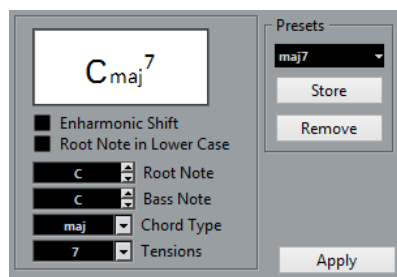 Cmaj7
Enharmonic Shift
Root Note in Lower Case
C Root Note
C Bass Note
maj Chord Type
7 Tensions
Presets
maj7
Store
Remove
Apply